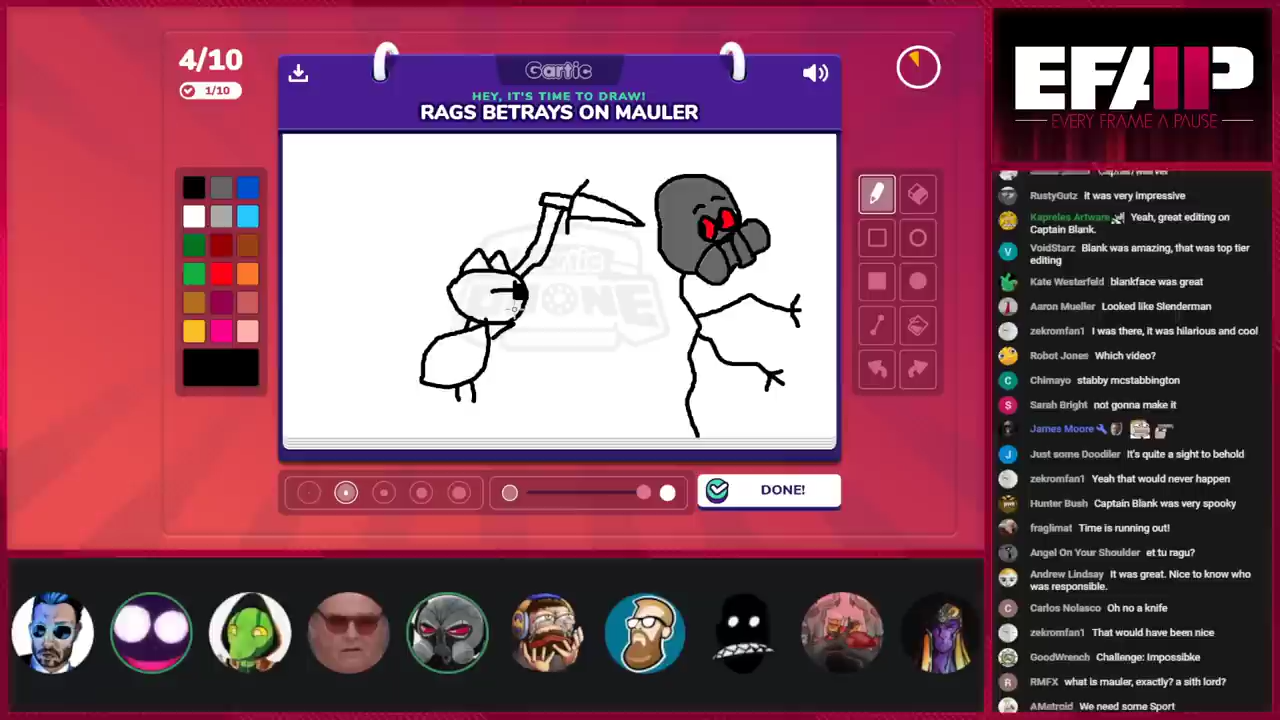 4/10
1/10
Gartic
HEY, IT'S TIME TO DRAW!
RAGS BETRAYS ON MAULER
Gartic
PHONE
DONE!
EFAP
EVERY FRAME A PAUSE
RustyGutz it was very impressive
Kapreles Artware Yeah, great editing on
Captain Blank.
VoidStarz Blank was amazing, that was top tier
editing
Kate Westerfeld blankface was great
Aaron Mueller Looked like Slenderman
zekromfan1 I was there, it was hilarious and cool
Robot Jones Which video?
Chimayo stabby mcstabbington
Sarah Bright not gonna make it
James Moore
Just some Doodler It's quite a sight to behold
zekromfan1 Yeah that would never happen
Hunter Bush Captain Blank was very spooky
fraglimat Time is running out!
Angel On Your Shoulder et tu ragu?
Andrew Lindsay It was great. Nice to know who
was responsible.
Carlos Nolasco Oh no a knife
zekromfan1 That would have been nice
GoodWrench Challenge: Impossibke
RMFX what is mauler, exactly? a sith lord?
AMetroid We need some Sport